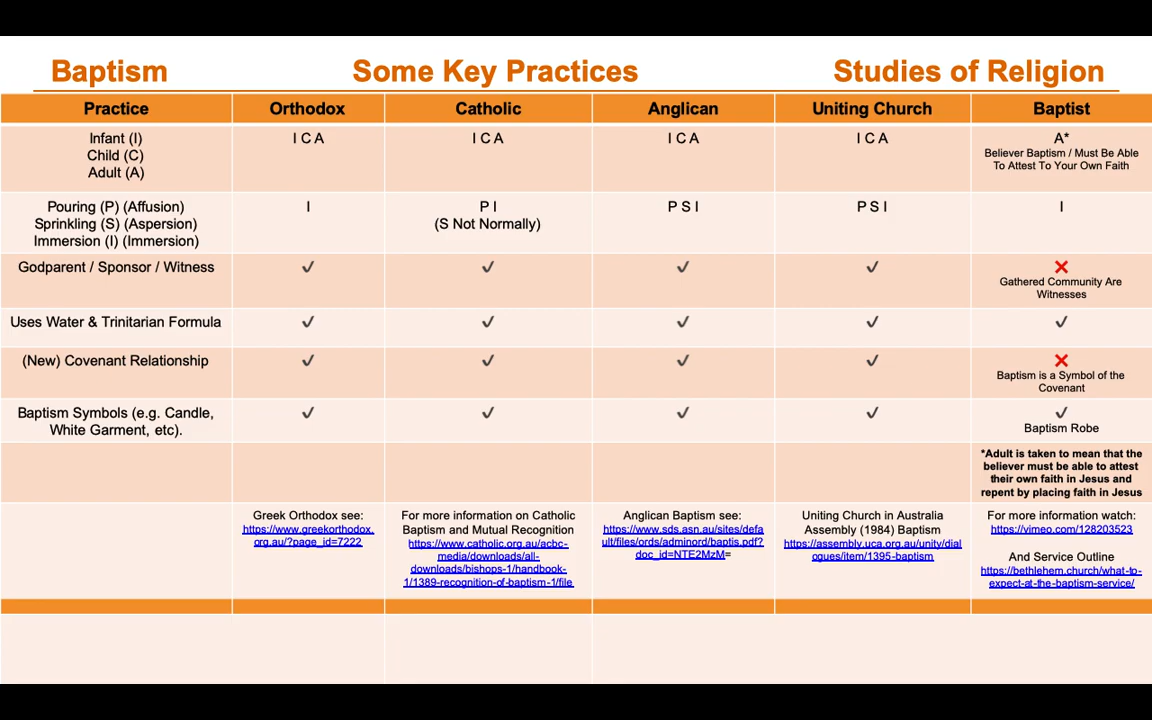 Baptism
Some Key Practices
Studies of Religion
Practice
Orthodox
Catholic
Anglican
Uniting Church
Baptist
Infant (I)
Child (C)
Adult (A)
I C A
I C A
I C A
I C A
A*
Believer Baptism / Must Be Able
To Attest To Your Own Faith
Pouring (P) (Affusion)
Sprinkling (S) (Aspersion)
Immersion (I) (Immersion)
I
P I
(S Not Normally)
P S I
P S I
I
Godparent / Sponsor / Witness
✓
✓
✓
✓
❌
Gathered Community Are
Witnesses
Uses Water & Trinitarian Formula
✓
✓
✓
✓
✓
(New) Covenant Relationship
✓
✓
✓
✓
❌
Baptism is a Symbol of the
Covenant
Baptism Symbols (e.g. Candle,
White Garment, etc).
✓
✓
✓
✓
✓
Baptism Robe
*Adult is taken to mean that the
believer must be able to attest
their own faith in Jesus and
repent by placing faith in Jesus
Greek Orthodox see:
https://www.greekorthodox.
org.au/?page_id=7222
For more information on Catholic
Baptism and Mutual Recognition
https://www.catholic.org.au/acbc-
media/downloads/all-
downloads/bishops-1/handbook-
1/1389-recognition-of-baptism-1/file
Anglican Baptism see:
https://www.sds.asn.au/sites/defa
ult/files/ords/adminord/baptis.pdf?
doc_id=NTE2MzM=
Uniting Church in Australia
Assembly (1984) Baptism
https://assembly.uca.org.au/unity/dial
ogues/item/1395-baptism
For more information watch:
https://vimeo.com/128203523
And Service Outline
https://bethlehem.church/what-to-
expect-at-the-baptism-service/